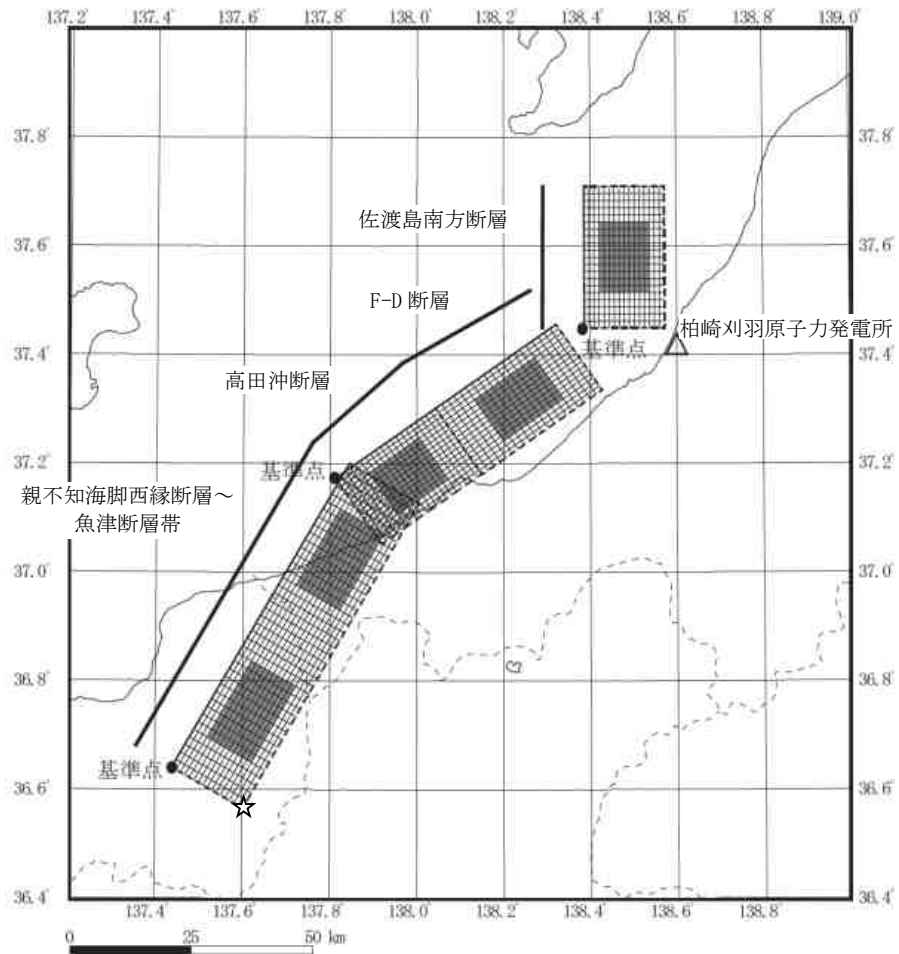 137.2° 137.4° 137.6° 137.8° 138.0° 138.2° 138.4° 138.6° 138.8° 139.0°
37.8° 37.8°
佐渡島南方断層
37.6° 37.6°
F-D 断層
柏崎刈羽原子力発電所
37.4° 基準点 37.4°
高田沖断層
37.2° 基準点 37.2°
親不知海脚西縁断層～
魚津断層帯
37.0° 37.0°
36.8° 36.8°
基準点
36.6° 36.6°
36.4° 36.4°
137.4° 137.6° 137.8° 138.0° 138.2° 138.4° 138.6° 138.8°
0 25 50 km